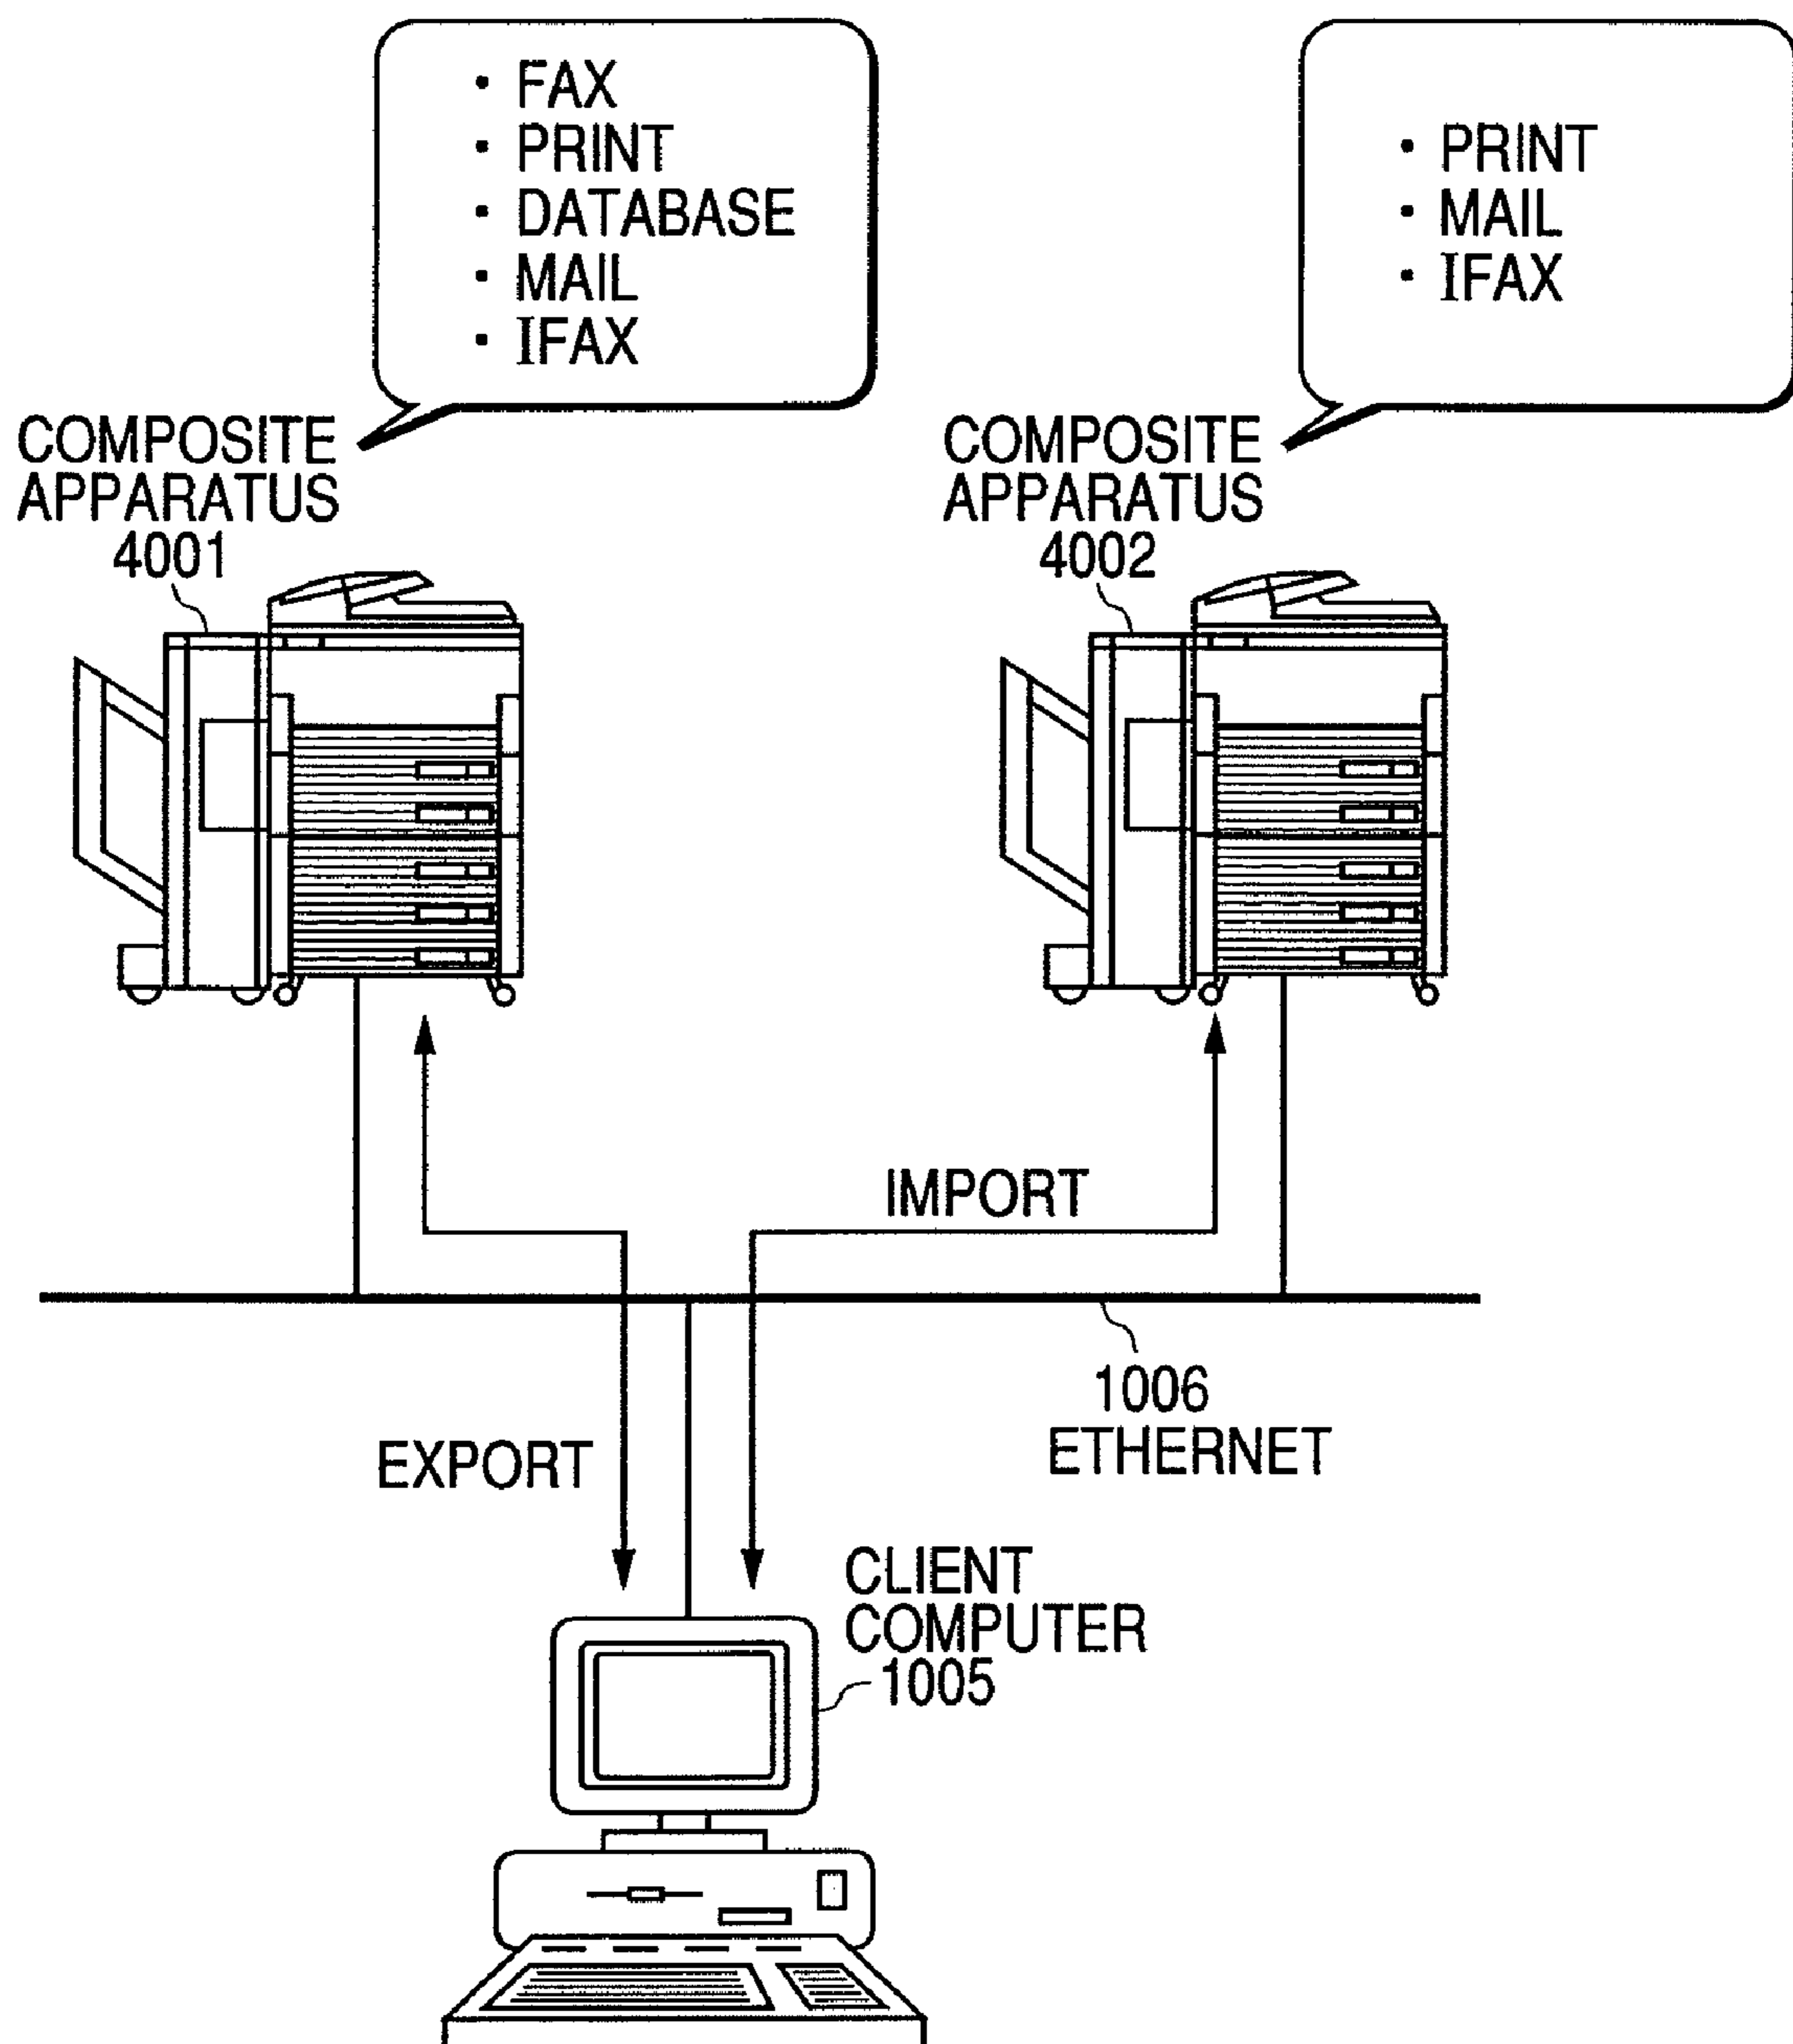 · FAX
· PRINT
· DATABASE
· MAIL
· IFAX
· PRINT
· MAIL
· IFAX
COMPOSITE
APPARATUS
4001
COMPOSITE
APPARATUS
4002
IMPORT
1006
ETHERNET
EXPORT
CLIENT
COMPUTER
1005